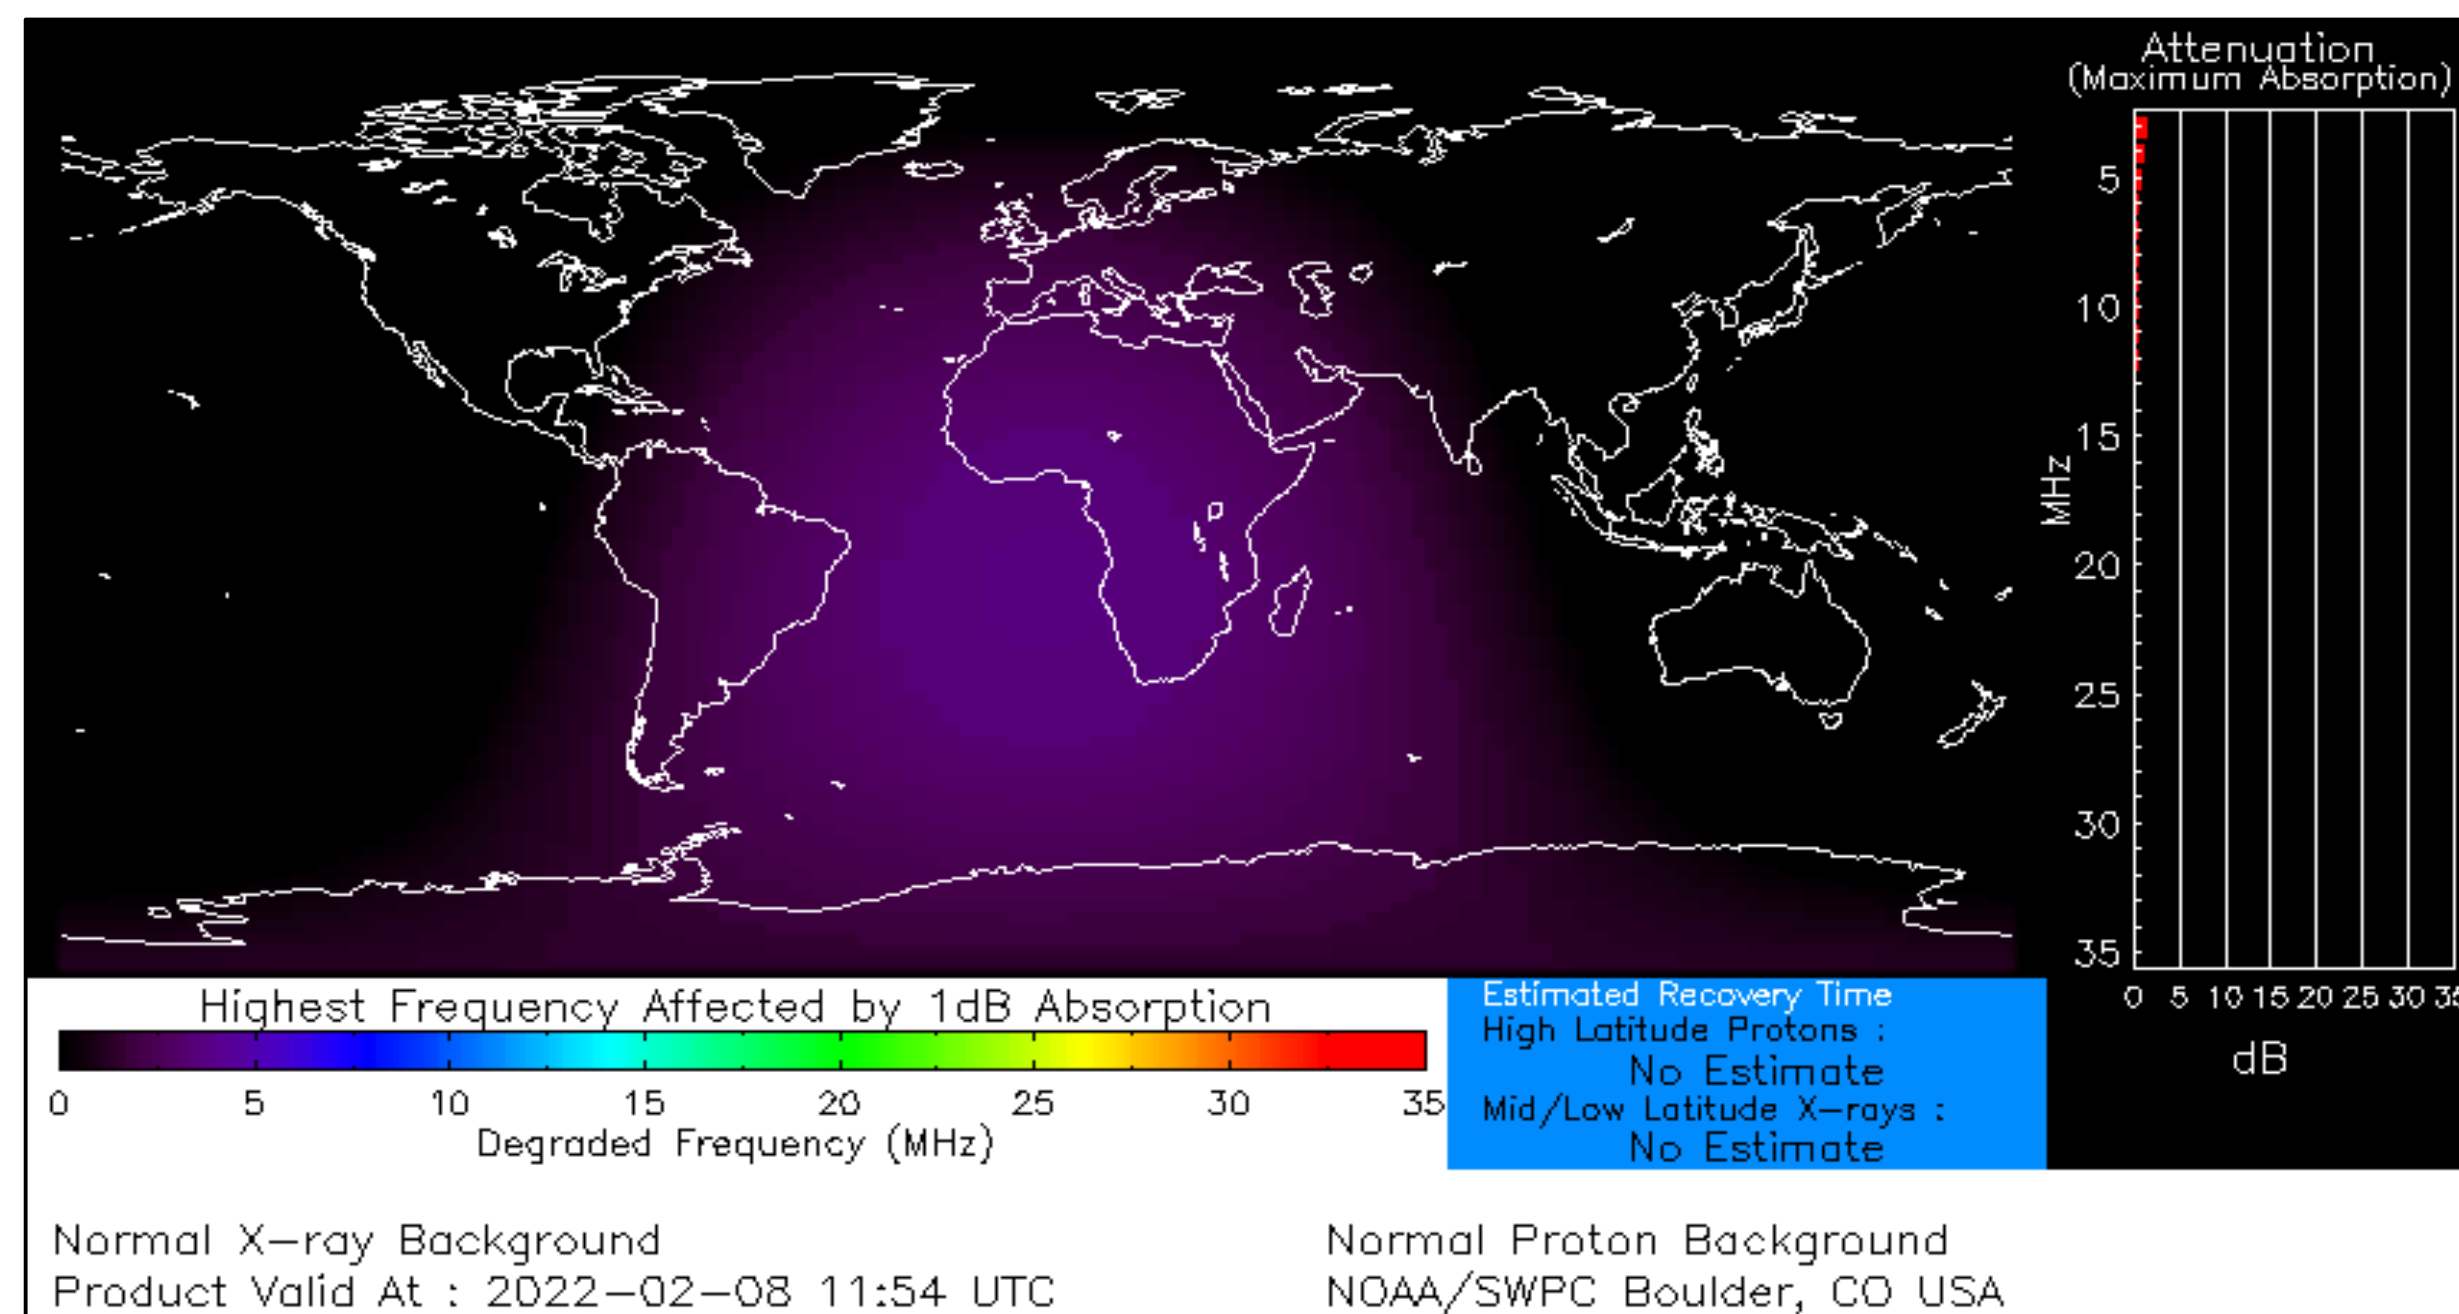 Attenuation
(Maximum Absorption)
5
10
15
20
25
30
35
MHz
0 5 10 15 20 25 30
dB
Highest Frequency Affected by 1dB Absorption
0 5 10 15 20 25 30 35
Degraded Frequency (MHz)
Estimated Recovery Time
High Latitude Protons :
No Estimate
Mid/Low Latitude X-rays :
No Estimate
Normal X-ray Background
Normal Proton Background
Product Valid At : 2022-02-08 11:54 UTC
NOAA/SWPC Boulder, CO USA